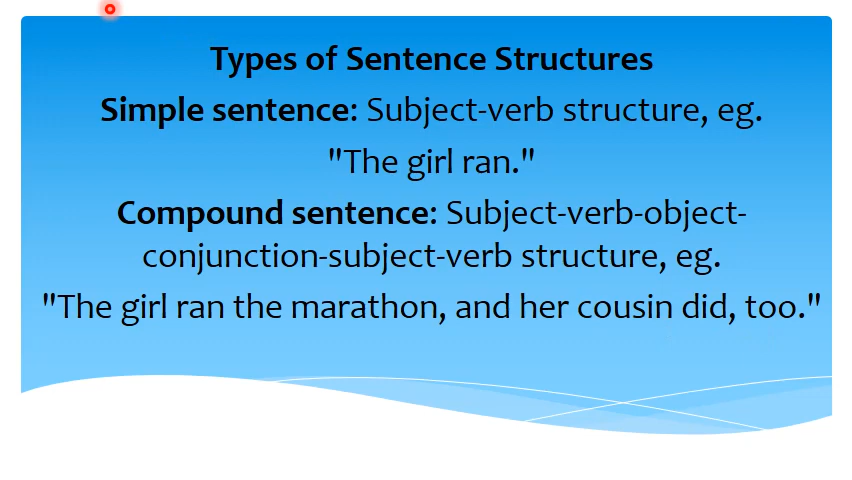 Types of Sentence Structures
Simple sentence: Subject-verb structure, eg.
"The girl ran."
Compound sentence: Subject-verb-object-
conjunction-subject-verb structure, eg.
"The girl ran the marathon, and her cousin did, too."